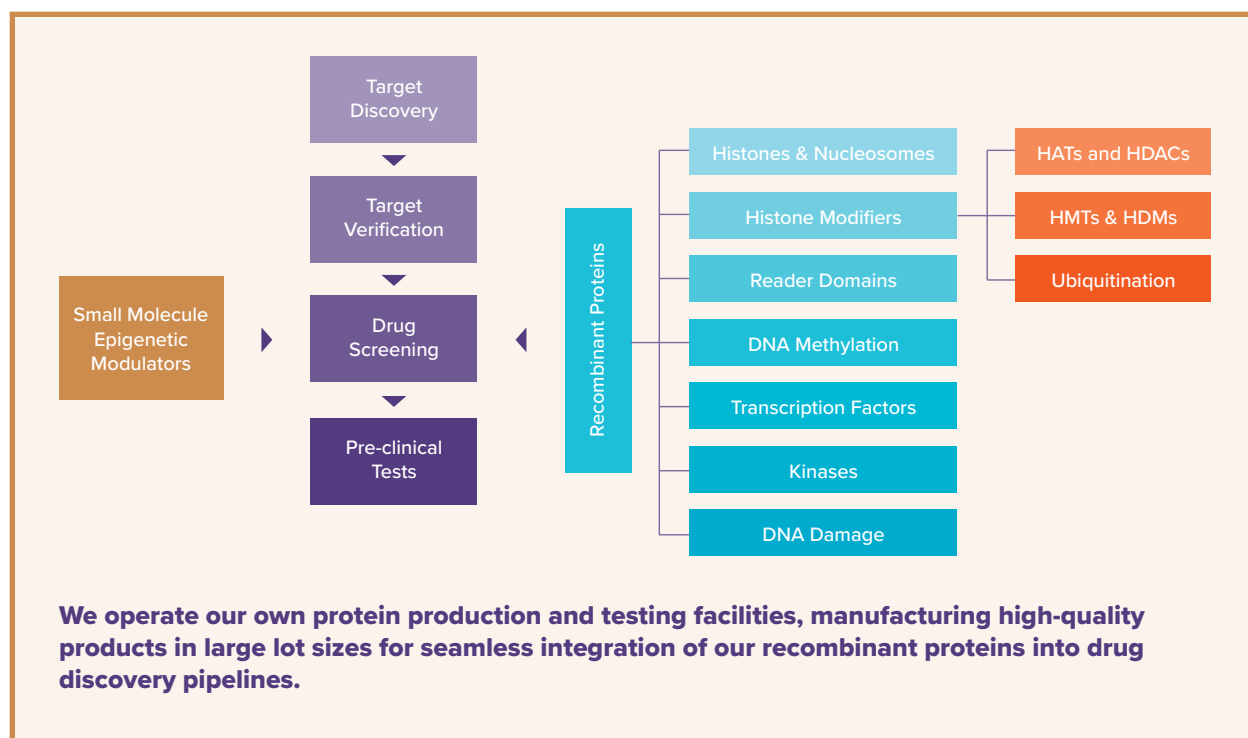 Target
Discovery
Target
Verification
Small Molecule
Epigenetic
Modulators
Drug
Screening
Pre-clinical
Tests
Recombinant Proteins
Histones & Nucleosomes
Histone Modifiers
Reader Domains
DNA Methylation
Transcription Factors
Kinases
DNA Damage
HATs and HDACs
HMTs & HDMs
Ubiquitination
We operate our own protein production and testing facilities, manufacturing high-quality
products in large lot sizes for seamless integration of our recombinant proteins into drug
discovery pipelines.